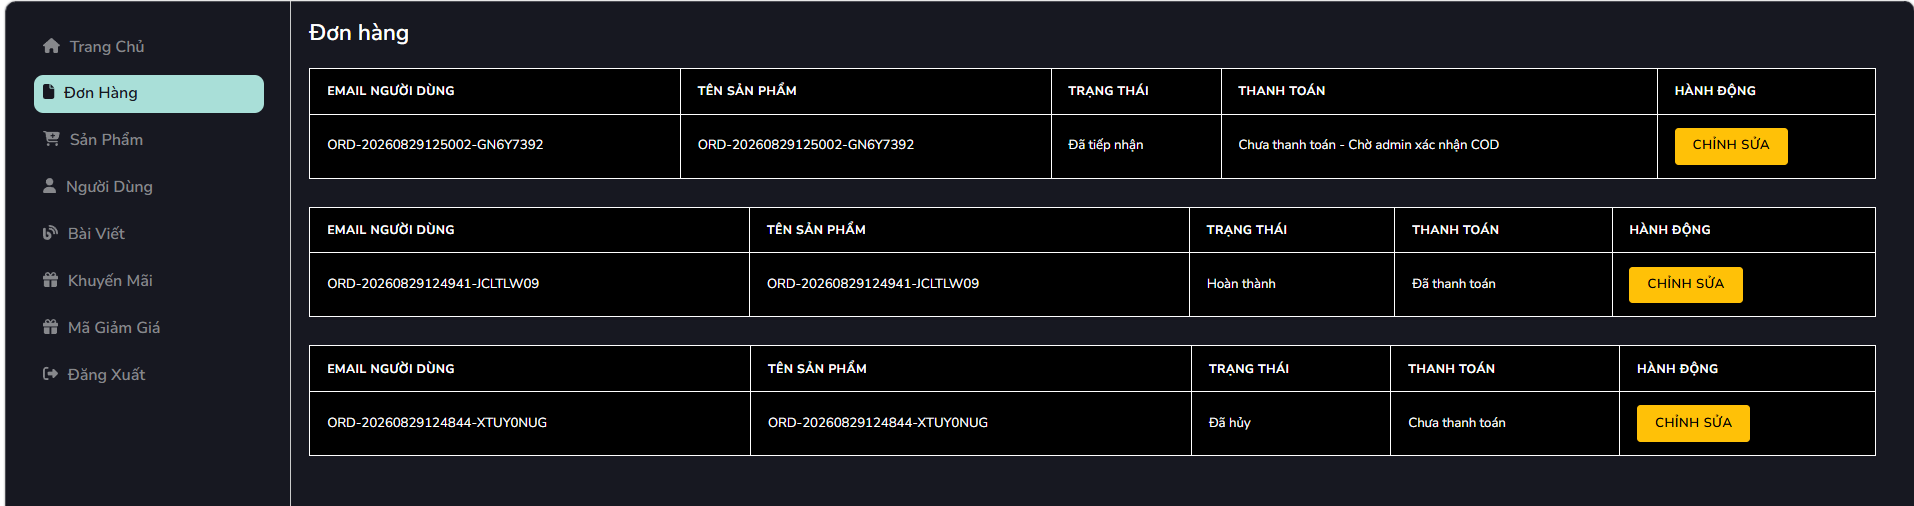 Trang Chủ
Đơn Hàng
Sản Phẩm
Người Dùng
Bài Viết
Khuyến Mãi
Mã Giảm Giá
Đăng Xuất
Đơn hàng
EMAIL NGƯỜI DÙNG TÊN SẢN PHẨM TRẠNG THÁI THANH TOÁN HÀNH ĐỘNG
ORD-20260829125002-GN6Y7392 ORD-20260829125002-GN6Y7392 Đã tiếp nhận Chưa thanh toán - Chờ admin xác nhận COD CHỈNH SỬA
EMAIL NGƯỜI DÙNG TÊN SẢN PHẨM TRẠNG THÁI THANH TOÁN HÀNH ĐỘNG
ORD-20260829124941-JCLTLW09 ORD-20260829124941-JCLTLW09 Hoàn thành Đã thanh toán CHỈNH SỬA
EMAIL NGƯỜI DÙNG TÊN SẢN PHẨM TRẠNG THÁI THANH TOÁN HÀNH ĐỘNG
ORD-20260829124844-XTUY0NUG ORD-20260829124844-XTUY0NUG Đã hủy Chưa thanh toán CHỈNH SỬA